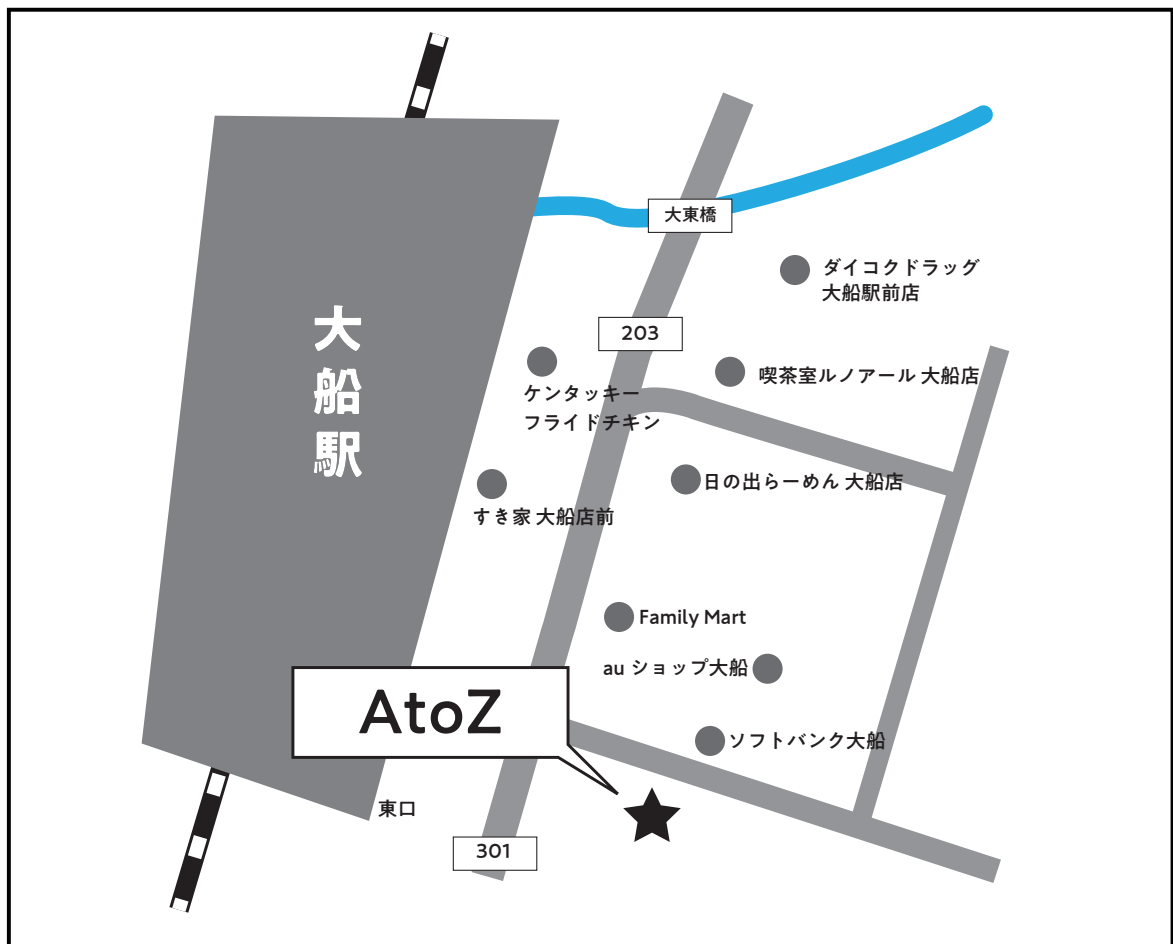 大東橋
ダイコクドラッグ
大船駅前店
203
大船駅
ケンタッキー
フライドチキン
喫茶室ルノアール 大船店
日の出らーめん 大船店
すき家 大船店前
Family Mart
au ショップ大船
AtoZ
ソフトバンク大船
東口
301